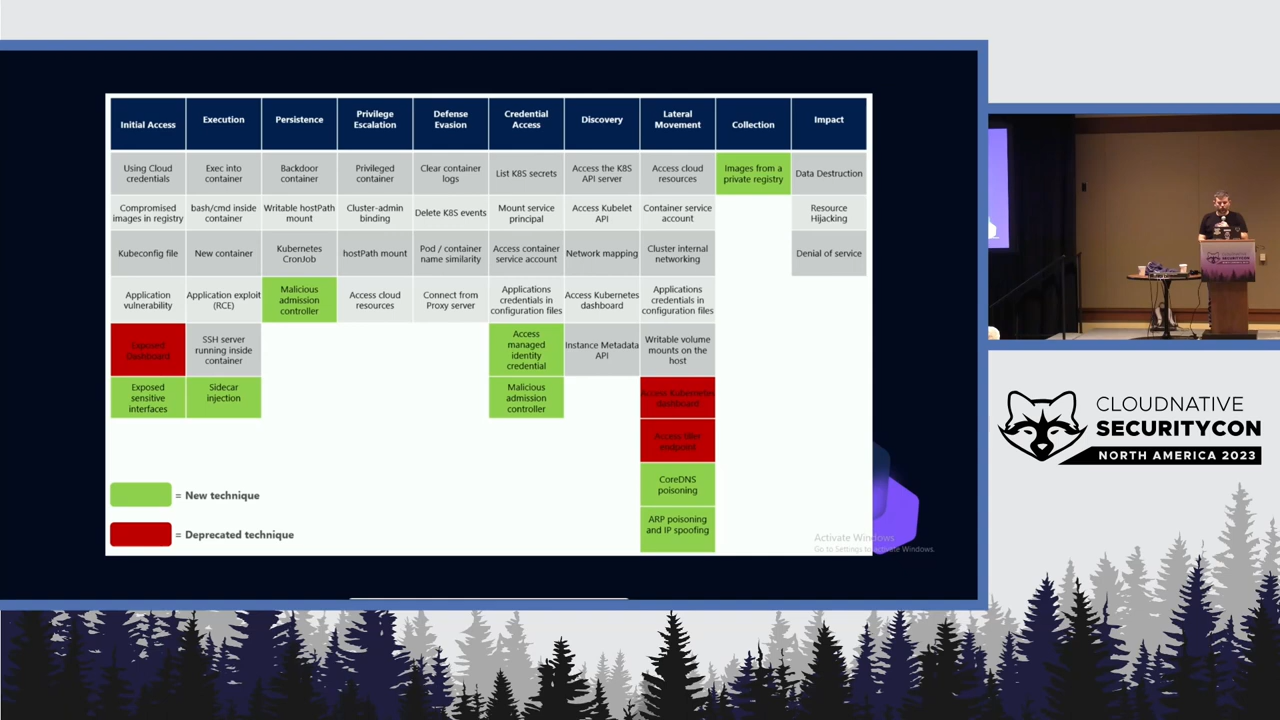 Initial Access
Execution
Persistence
Privilege
Escalation
Defense
Evasion
Credential
Access
Discovery
Lateral
Movement
Collection
Impact
Using Cloud
credentials
Exec into
container
Backdoor
container
Privileged
container
Clear container
logs
List K8S secrets
Access the K8S
API server
Access cloud
resources
Images from a
private registry
Data Destruction
Compromised
images in registry
bash/cmd inside
container
Writable hostPath
mount
Cluster-admin
binding
Delete K8S events
Mount service
principal
Access Kubelet
API
Container service
account
Resource
Hijacking
Kubeconfig file
New container
Kubernetes
CronJob
hostPath mount
Pod / container
name similarity
Access container
service account
Network mapping
Cluster internal
networking
Denial of service
Application
vulnerability
Application exploit
(RCE)
Malicious
admission
controller
Access cloud
resources
Connect from
Proxy server
Applications
credentials in
configuration files
Access Kubernetes
dashboard
Applications
credentials in
configuration files
Exposed
Dashboard
SSH server
running inside
container
Access
managed
identity
credential
Instance Metadata
API
Writable volume
mounts on the
host
Exposed
sensitive
interfaces
Sidecar
injection
Malicious
admission
controller
Access Kubernetes
dashboard
Access tiller
endpoint
CoreDNS
poisoning
ARP poisoning
and IP spoofing
= New technique
= Deprecated technique
Activate Windows
Go to Settings to activate Windows.
CLOUDNATIVE
SECURITYCON
NORTH AMERICA 2023